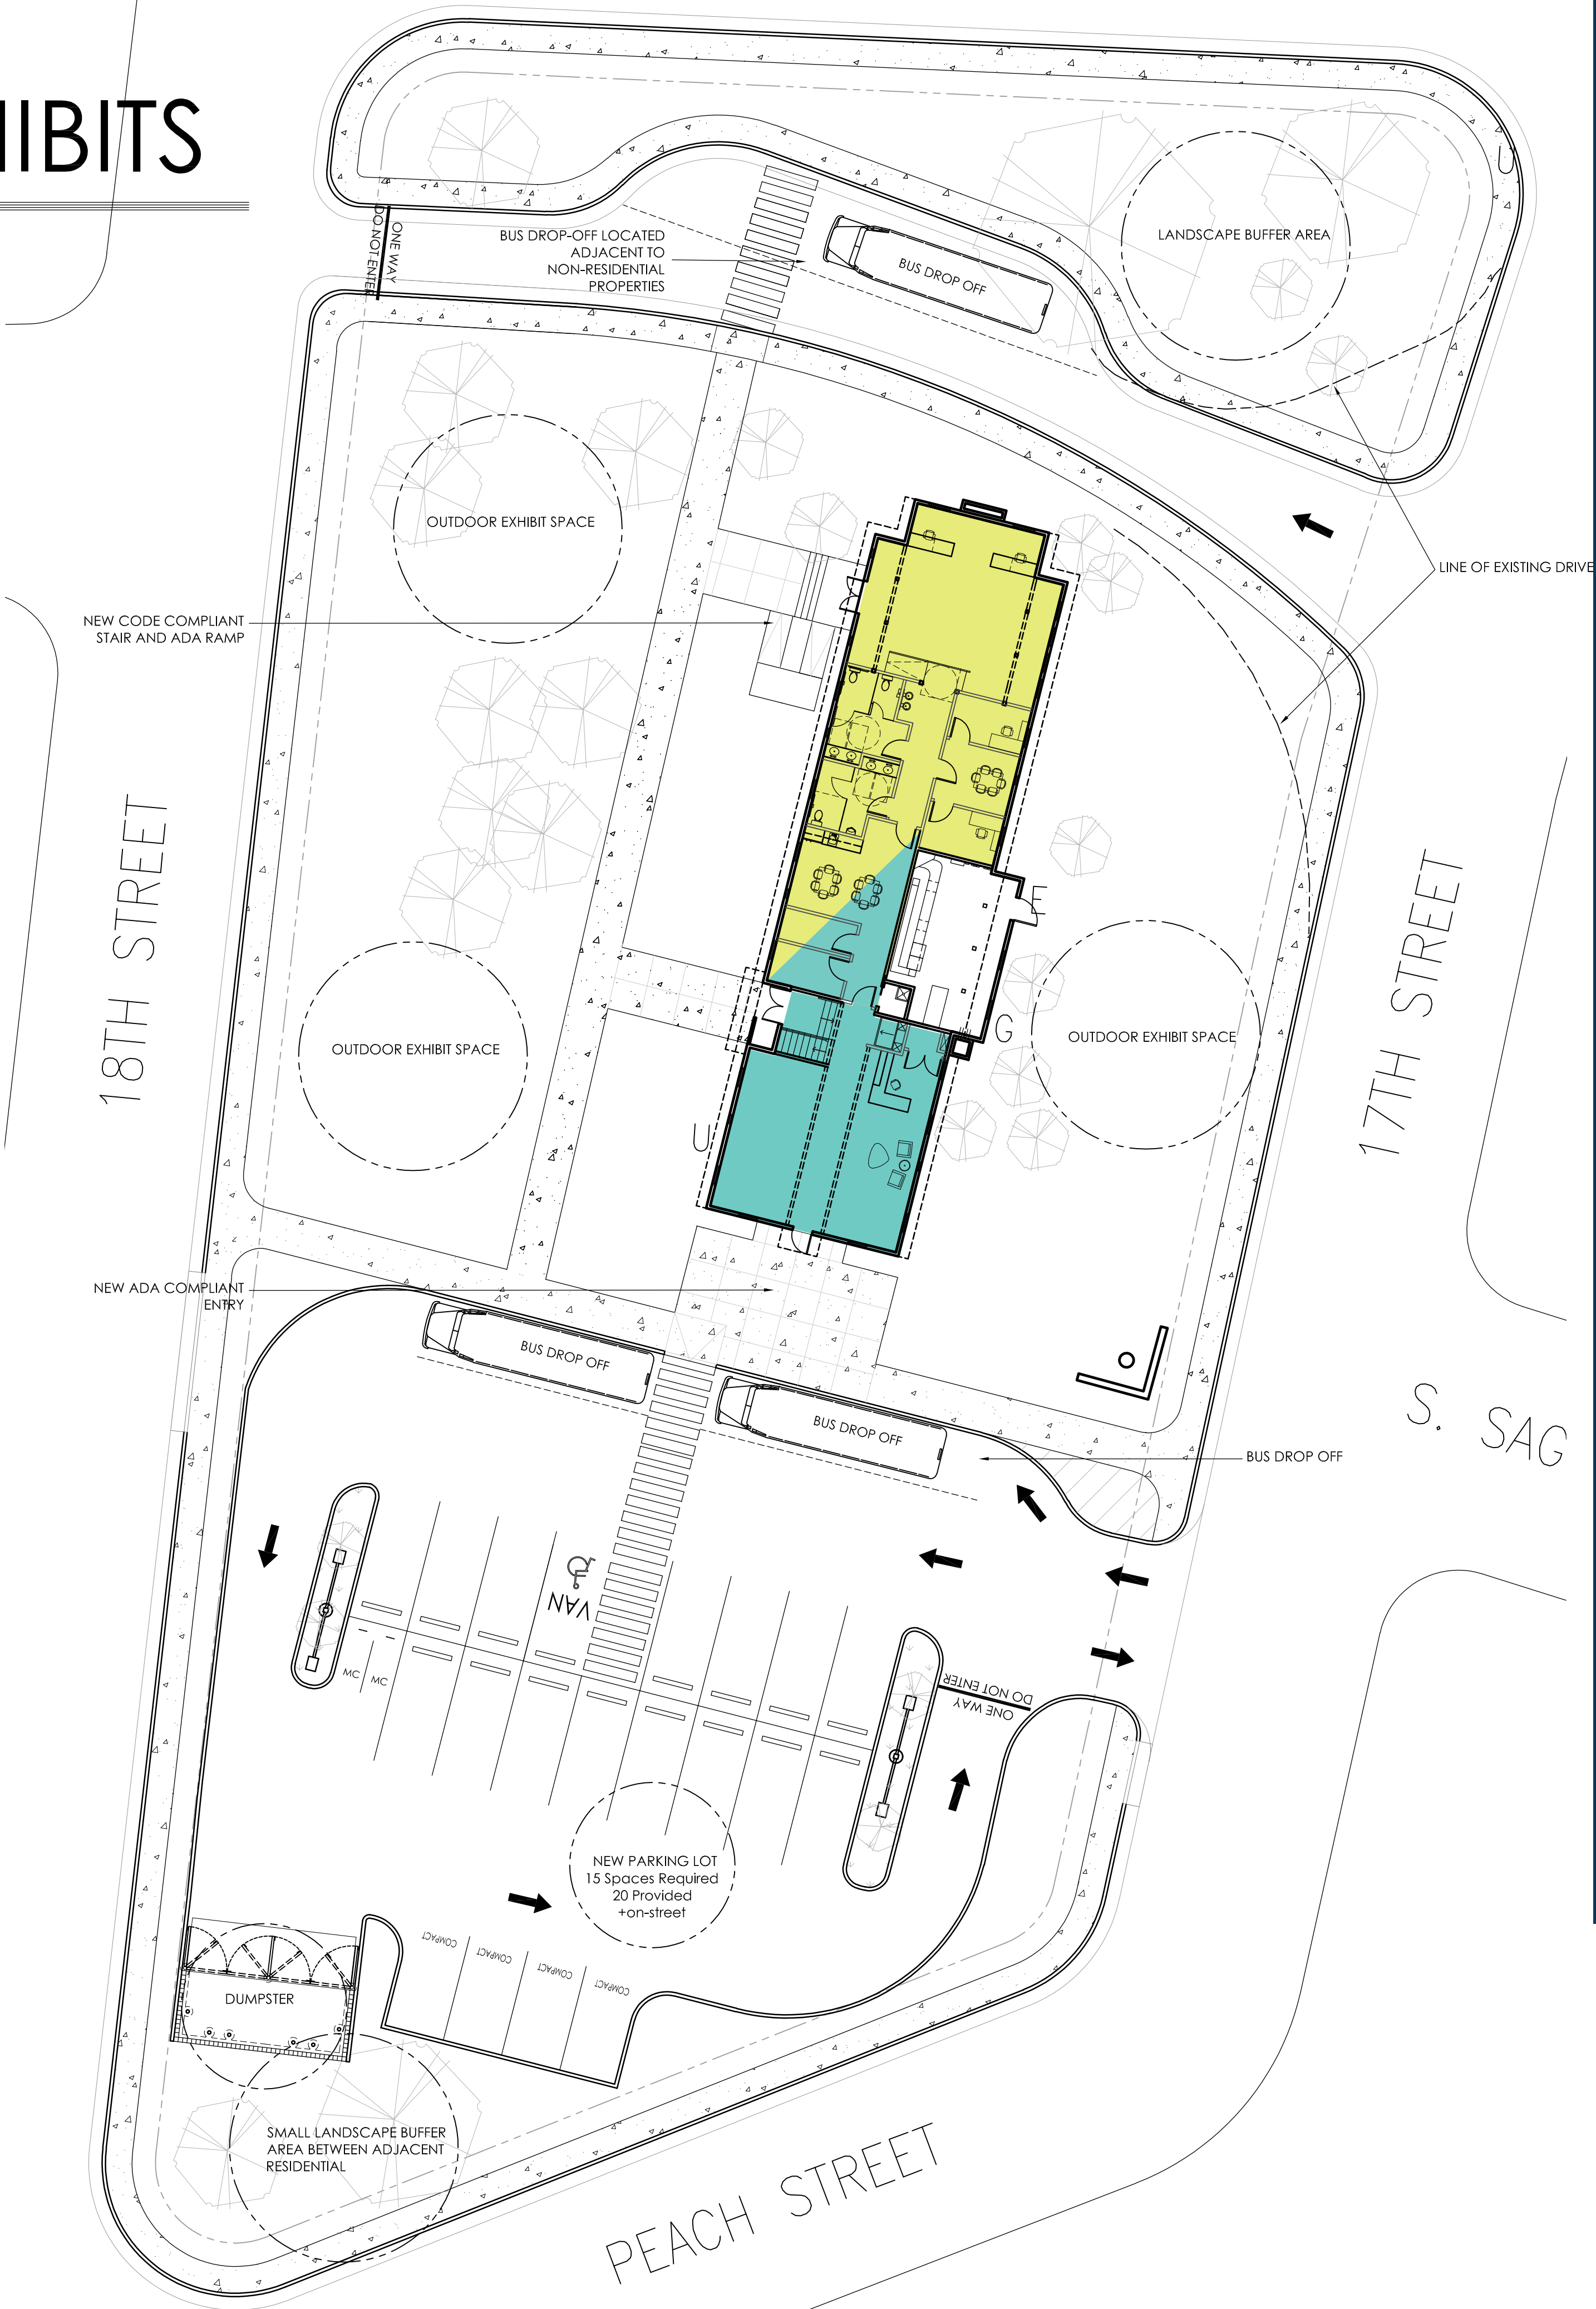 HIBITS
ONE WAY
DO NOT ENTER
BUS DROP-OFF LOCATED
ADJACENT TO
NON-RESIDENTIAL
PROPERTIES
BUS DROP OFF
LANDSCAPE BUFFER AREA
U
OUTDOOR EXHIBIT SPACE
LINE OF EXISTING DRIVE
NEW CODE COMPLIANT
STAIR AND ADA RAMP
18TH STREET
17TH STREET
E
G
U
OUTDOOR EXHIBIT SPACE
OUTDOOR EXHIBIT SPACE
NEW ADA COMPLIANT
ENTRY
BUS DROP OFF
BUS DROP OFF
BUS DROP OFF
S. SAG
VAN
MC
MC
DO NOT ENTER
ONE WAY
NEW PARKING LOT
15 Spaces Required
20 Provided
+on-street
COMPACT
COMPACT
COMPACT
COMPACT
DUMPSTER
SMALL LANDSCAPE BUFFER
AREA BETWEEN ADJACENT
RESIDENTIAL
PEACH STREET